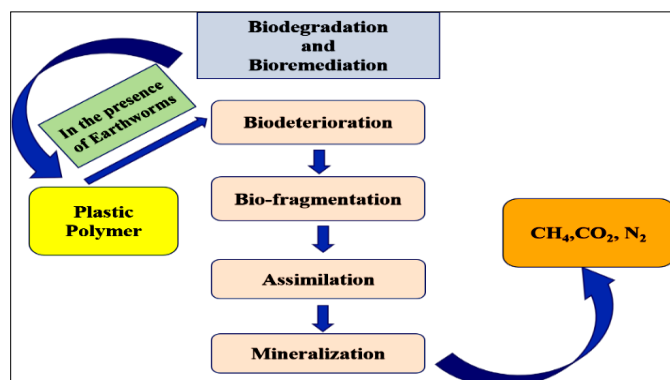 Biodegradation
and
Bioremediation
In the presence
of Earthworms
Biodeterioration
Plastic
Polymer
Bio-fragmentation
CH₄,CO₂, N₂
Assimilation
Mineralization